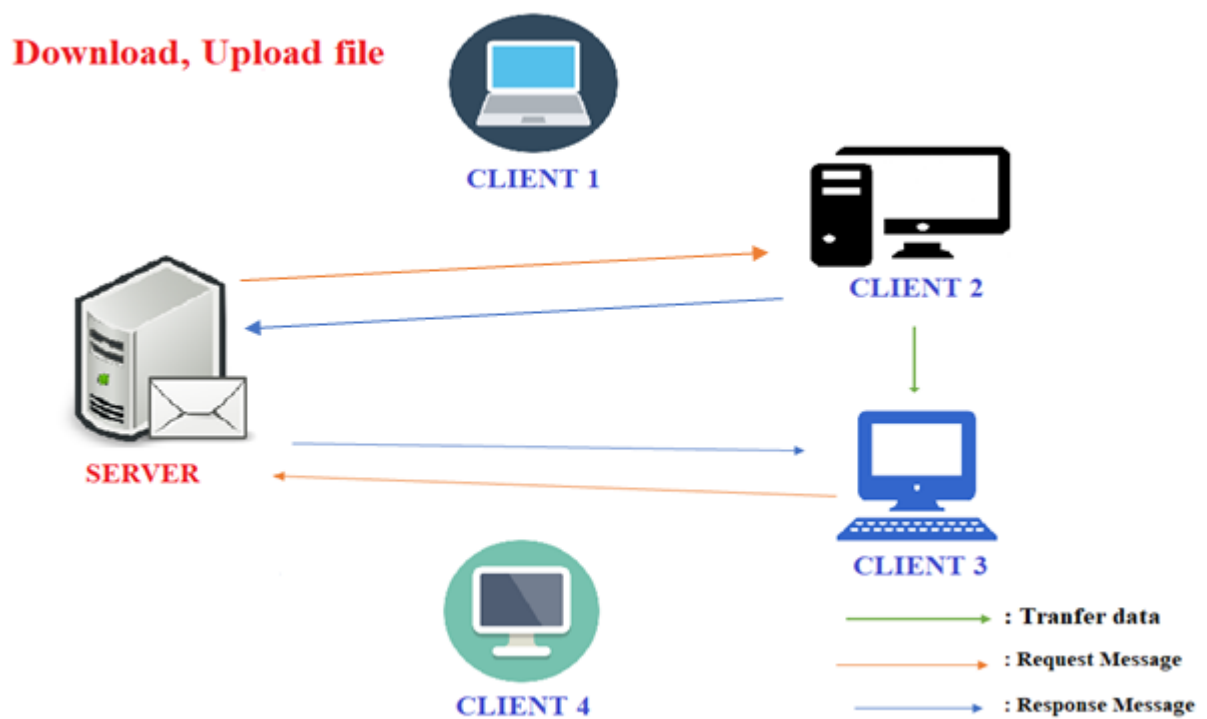 Download, Upload file
CLIENT 1
CLIENT 2
SERVER
CLIENT 3
CLIENT 4
: Tranfer data
: Request Message
: Response Message